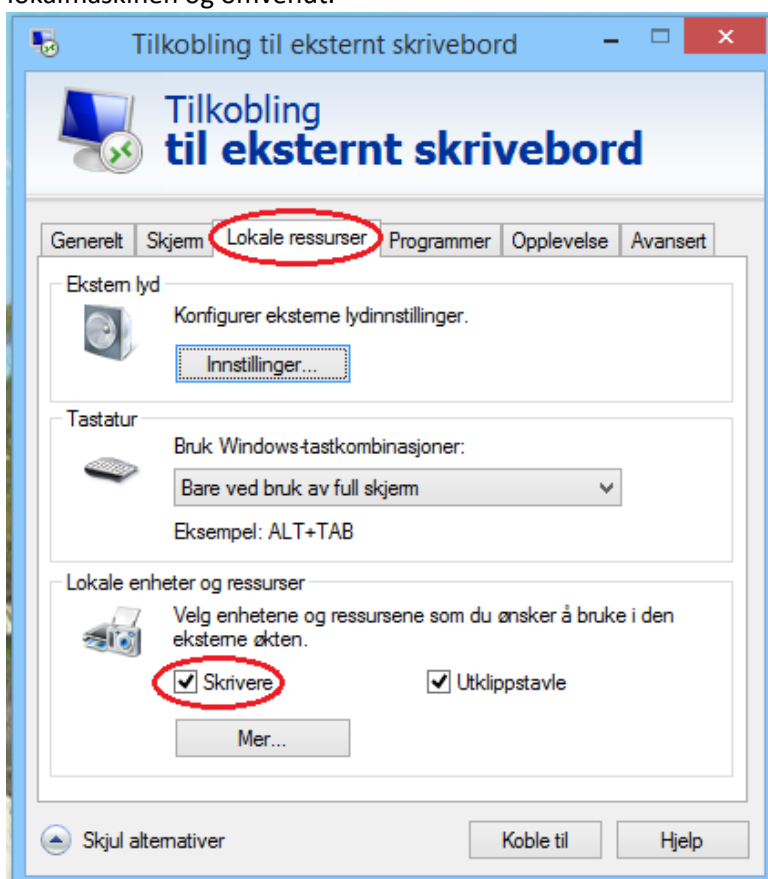 lokalmaskinen og omvendt.
Tilkobling til eksternt skrivebord
Tilkobling
til eksternt skrivebord
Generelt Skjerm Lokale ressurser Programmer Opplevelse Avansert
Ekstern lyd
Konfigurer eksterne lydinnstillinger.
Innstillinger...
Tastatur
Bruk Windows-tastkombinasjoner:
Bare ved bruk av full skjerm
Eksempel: ALT+TAB
Lokale enheter og ressurser
Velg enhetene og ressursene som du ønsker å bruke i den
eksterne økten.
Skrivere Utklippstavle
Mer...
Skjul alternativer Koble til Hjelp